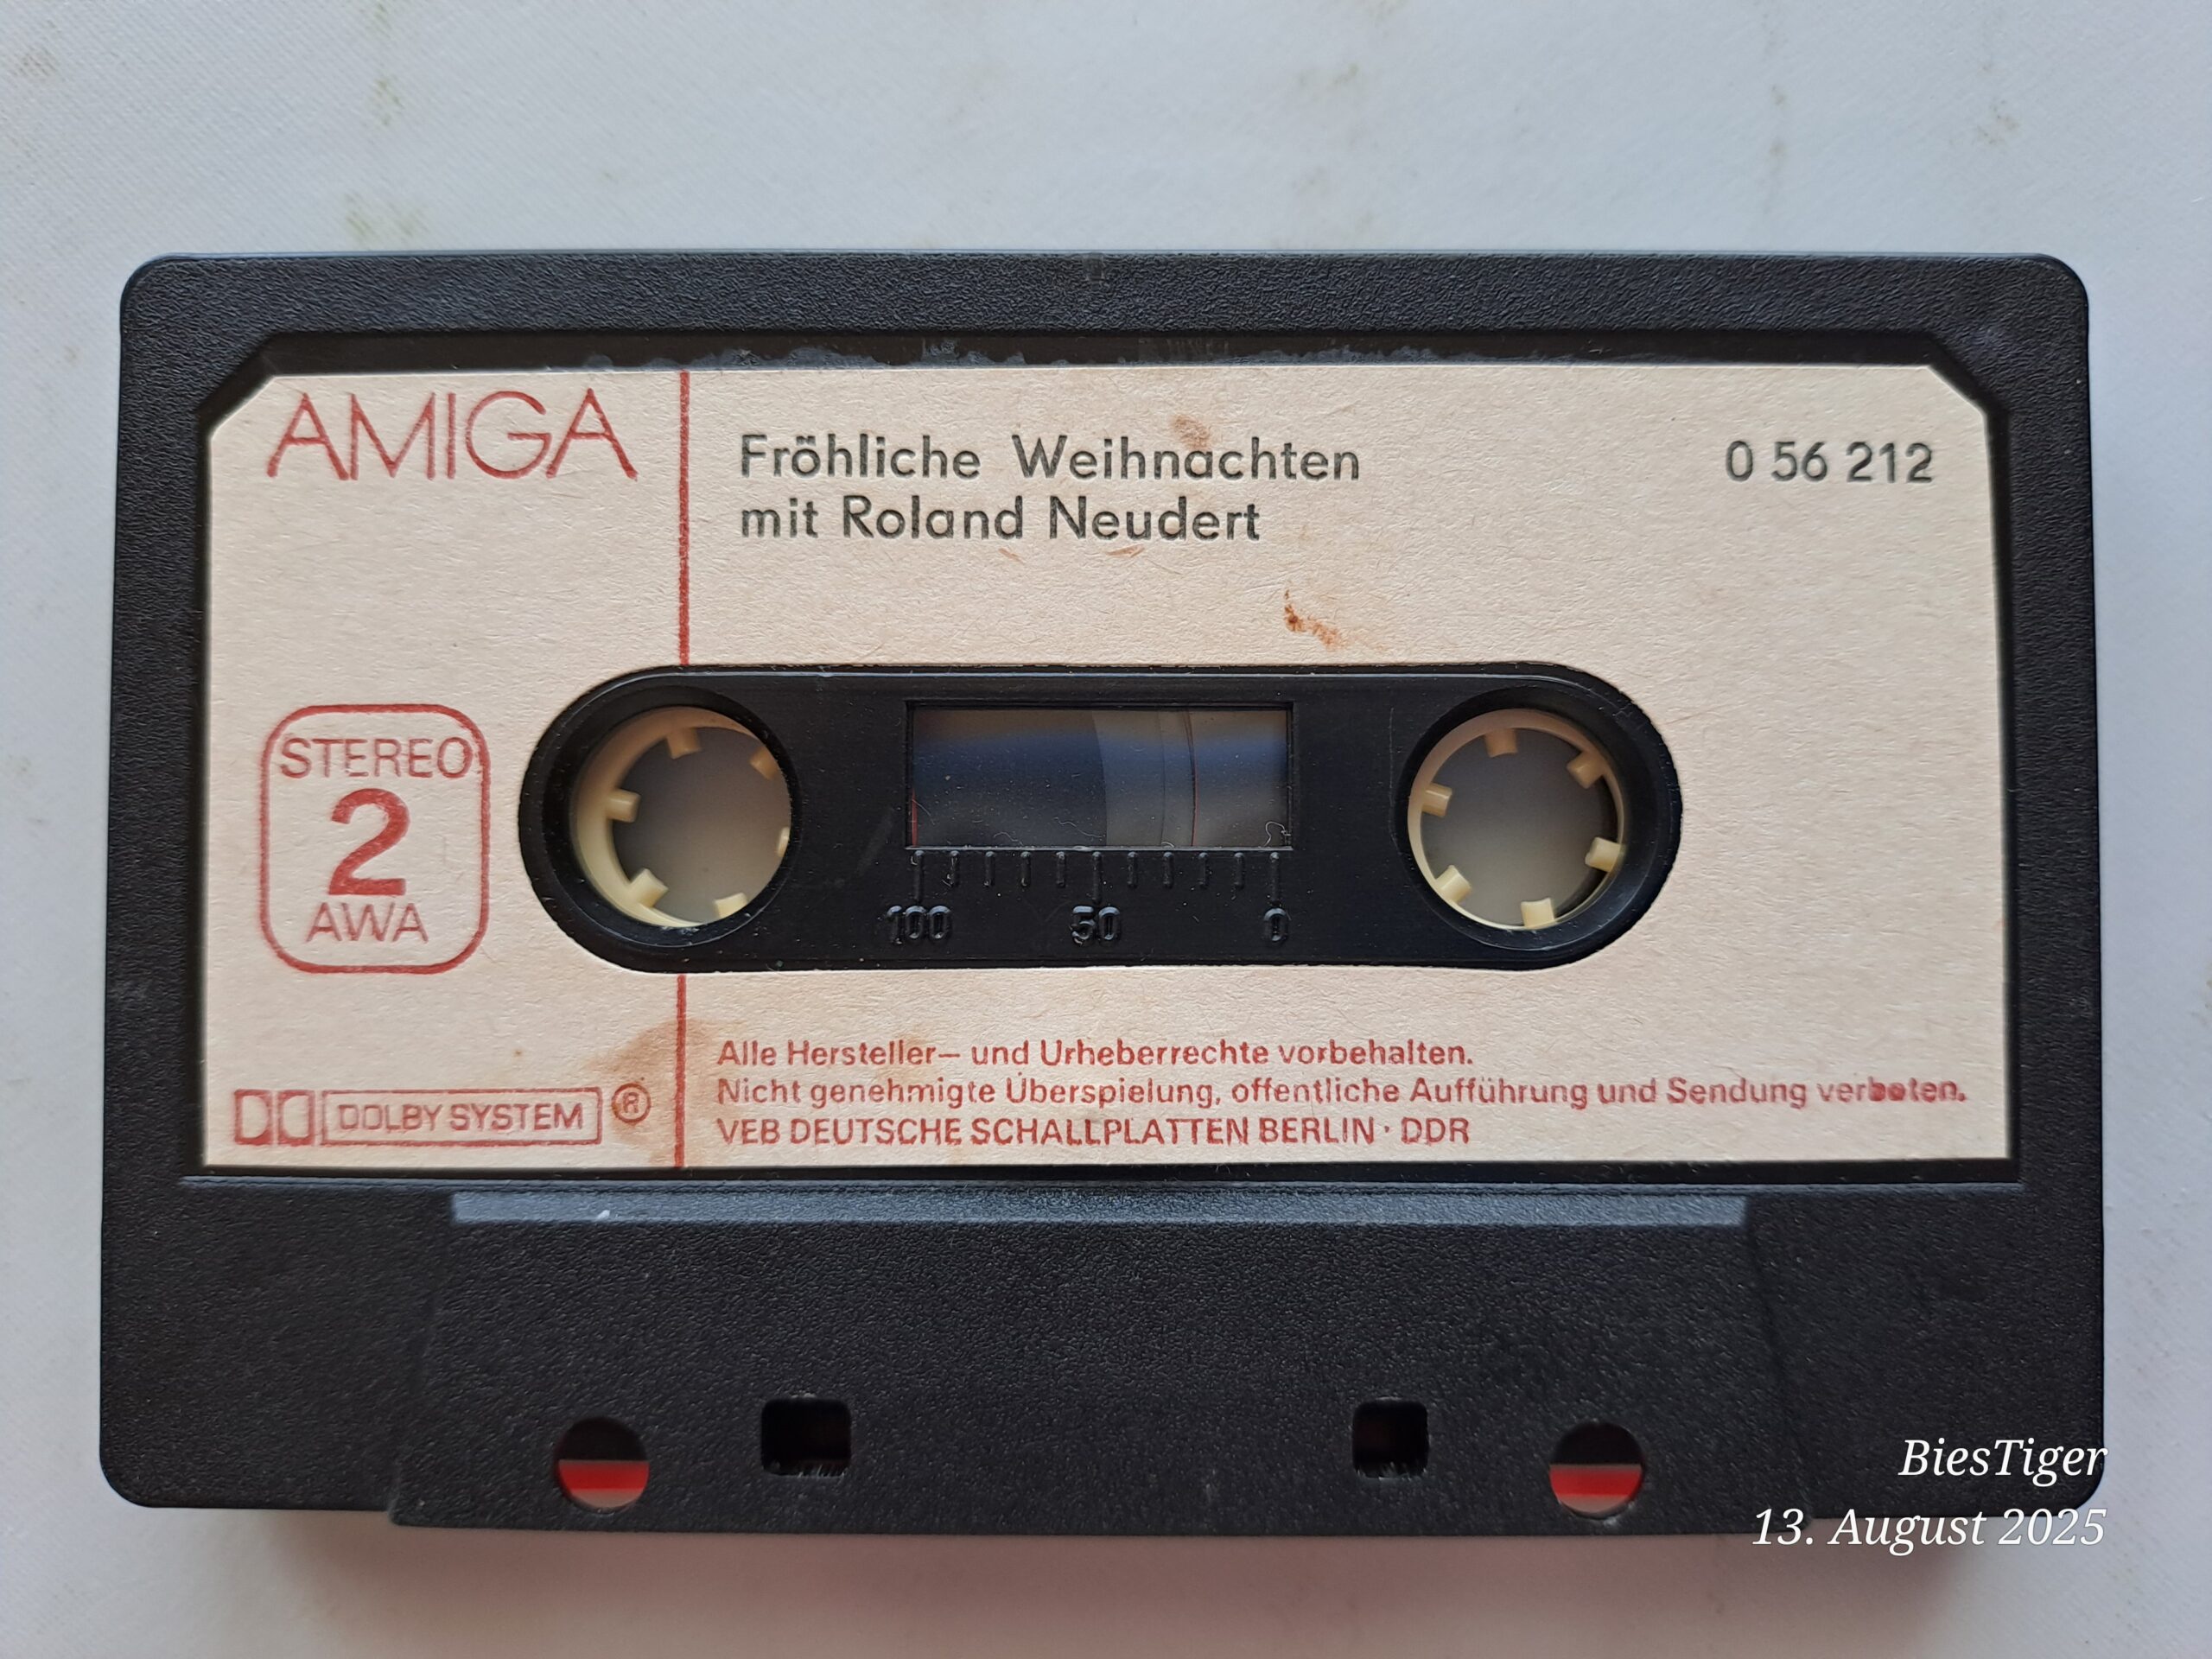 AMIGA
Fröhliche Weihnachten
mit Roland Neudert
0 56 212
STEREO
2
AWA
100 50 0
DOLBY SYSTEM ®
Alle Hersteller- und Urheberrechte vorbehalten.
Nicht genehmigte Überspielung, öffentliche Aufführung und Sendung verboten.
VEB DEUTSCHE SCHALLPLATTEN BERLIN · DDR
BiesTiger
13. August 2025